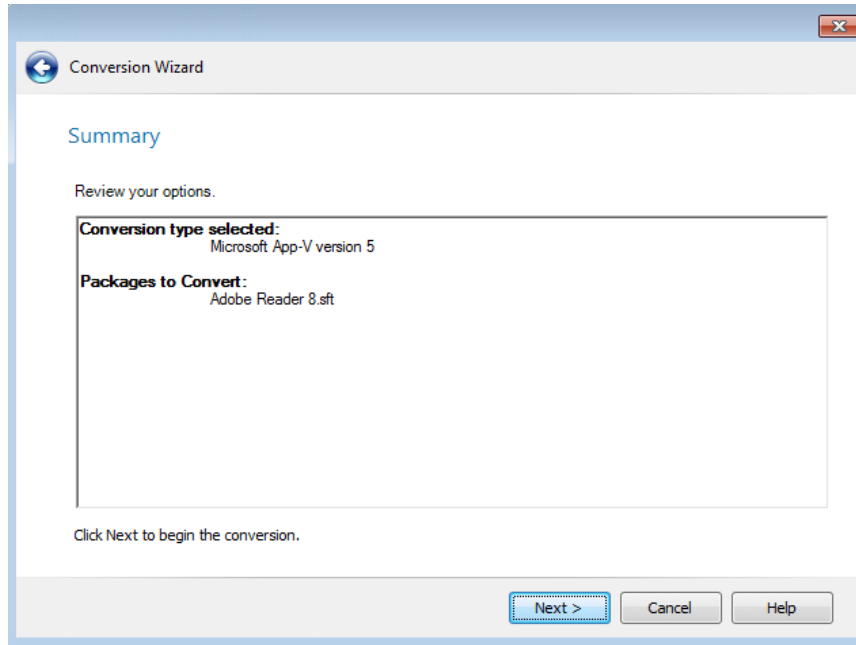 Conversion Wizard
Summary
Review your options.
Conversion type selected:
Microsoft App-V version 5
Packages to Convert:
Adobe Reader 8.sft
Click Next to begin the conversion.
Next >
Cancel
Help